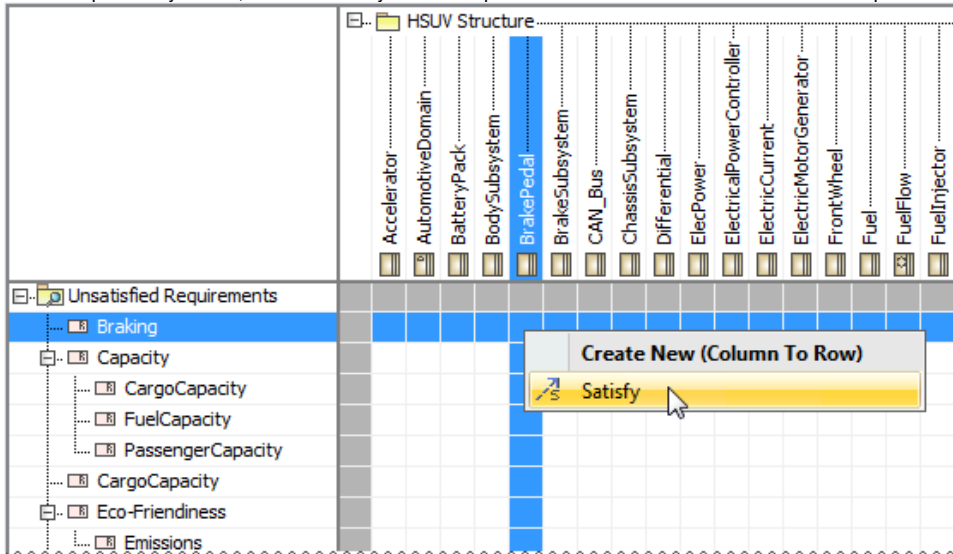 HSUV Structure
Accelerator
AutomotiveDomain
BatteryPack
BodySubsystem
BrakePedal
BrakeSubsystem
CAN_Bus
ChassisSubsystem
Differential
ElecPower
ElectricalPowerController
ElectricCurrent
ElectricMotorGenerator
FrontWheel
Fuel
FuelFlow
FuelInjector
Unsatisfied Requirements
Braking
Capacity
CargoCapacity
FuelCapacity
PassengerCapacity
CargoCapacity
Eco-Friendiness
Emissions
Create New (Column To Row)
Satisfy